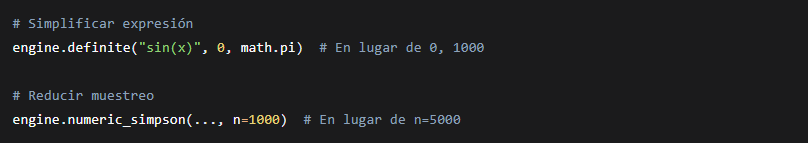 # Simplificar expresión
engine.definite("sin(x)", 0, math.pi)  # En lugar de 0, 1000
# Reducir muestreo
engine.numeric_simpson(..., n=1000)  # En lugar de n=5000